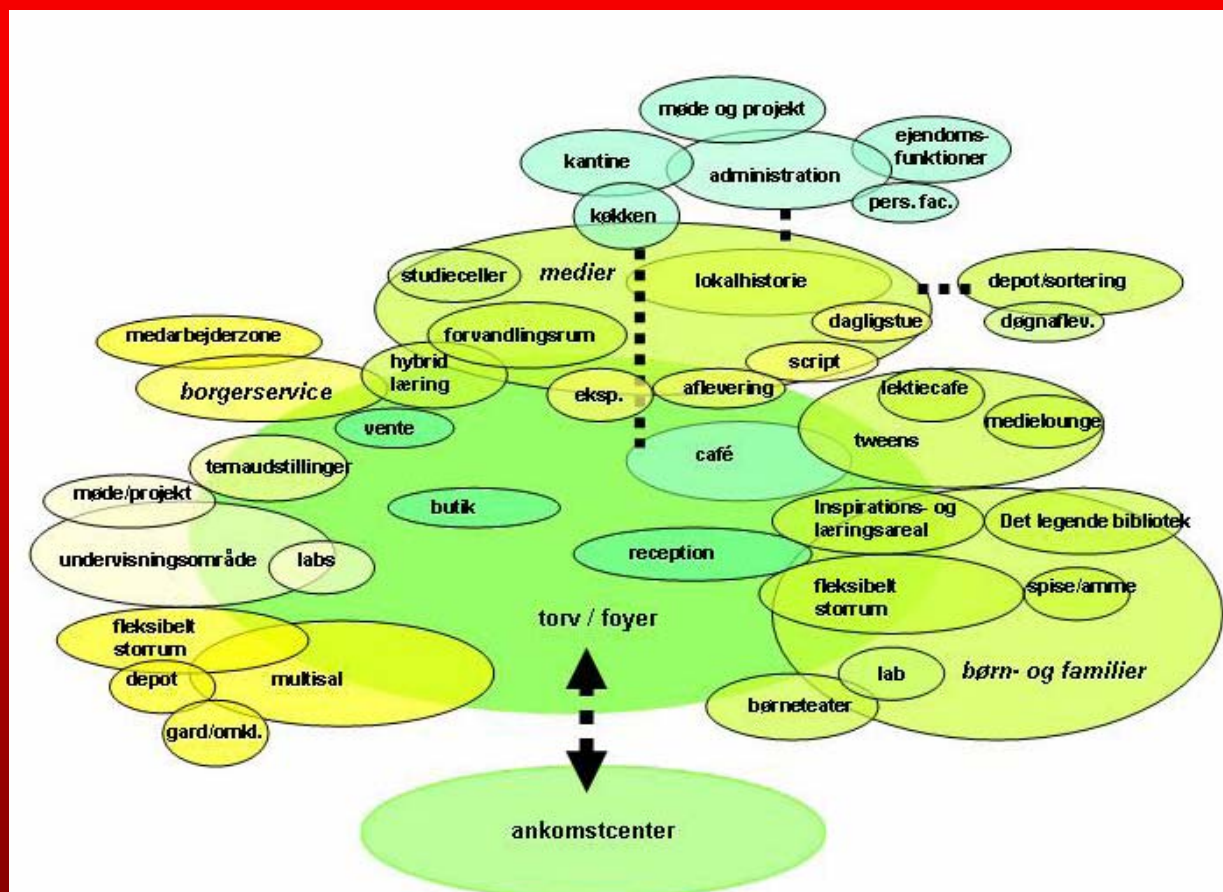 møde og projekt
ejendoms-
funktioner
kantine
administration
pers. fac.
køkken
studieceller
medier
lokalhistorie
depot/sortering
døgnaflev.
dagligstue
medarbejderzone
forvandlingsrum
hybrid
læring
script
borgerservice
eksp.
aflevering
lektiecafe
medielounge
vente
tweens
café
temaudstillinger
møde/projekt
butik
Inspirations- og
læringsareal
Det legende bibliotek
undervisningsområde
labs
reception
fleksibelt
storrum
spise/amme
torv / foyer
fleksibelt
storrum
depot
multisal
lab
børn- og familier
børneteater
gard/omkl.
ankomstcenter